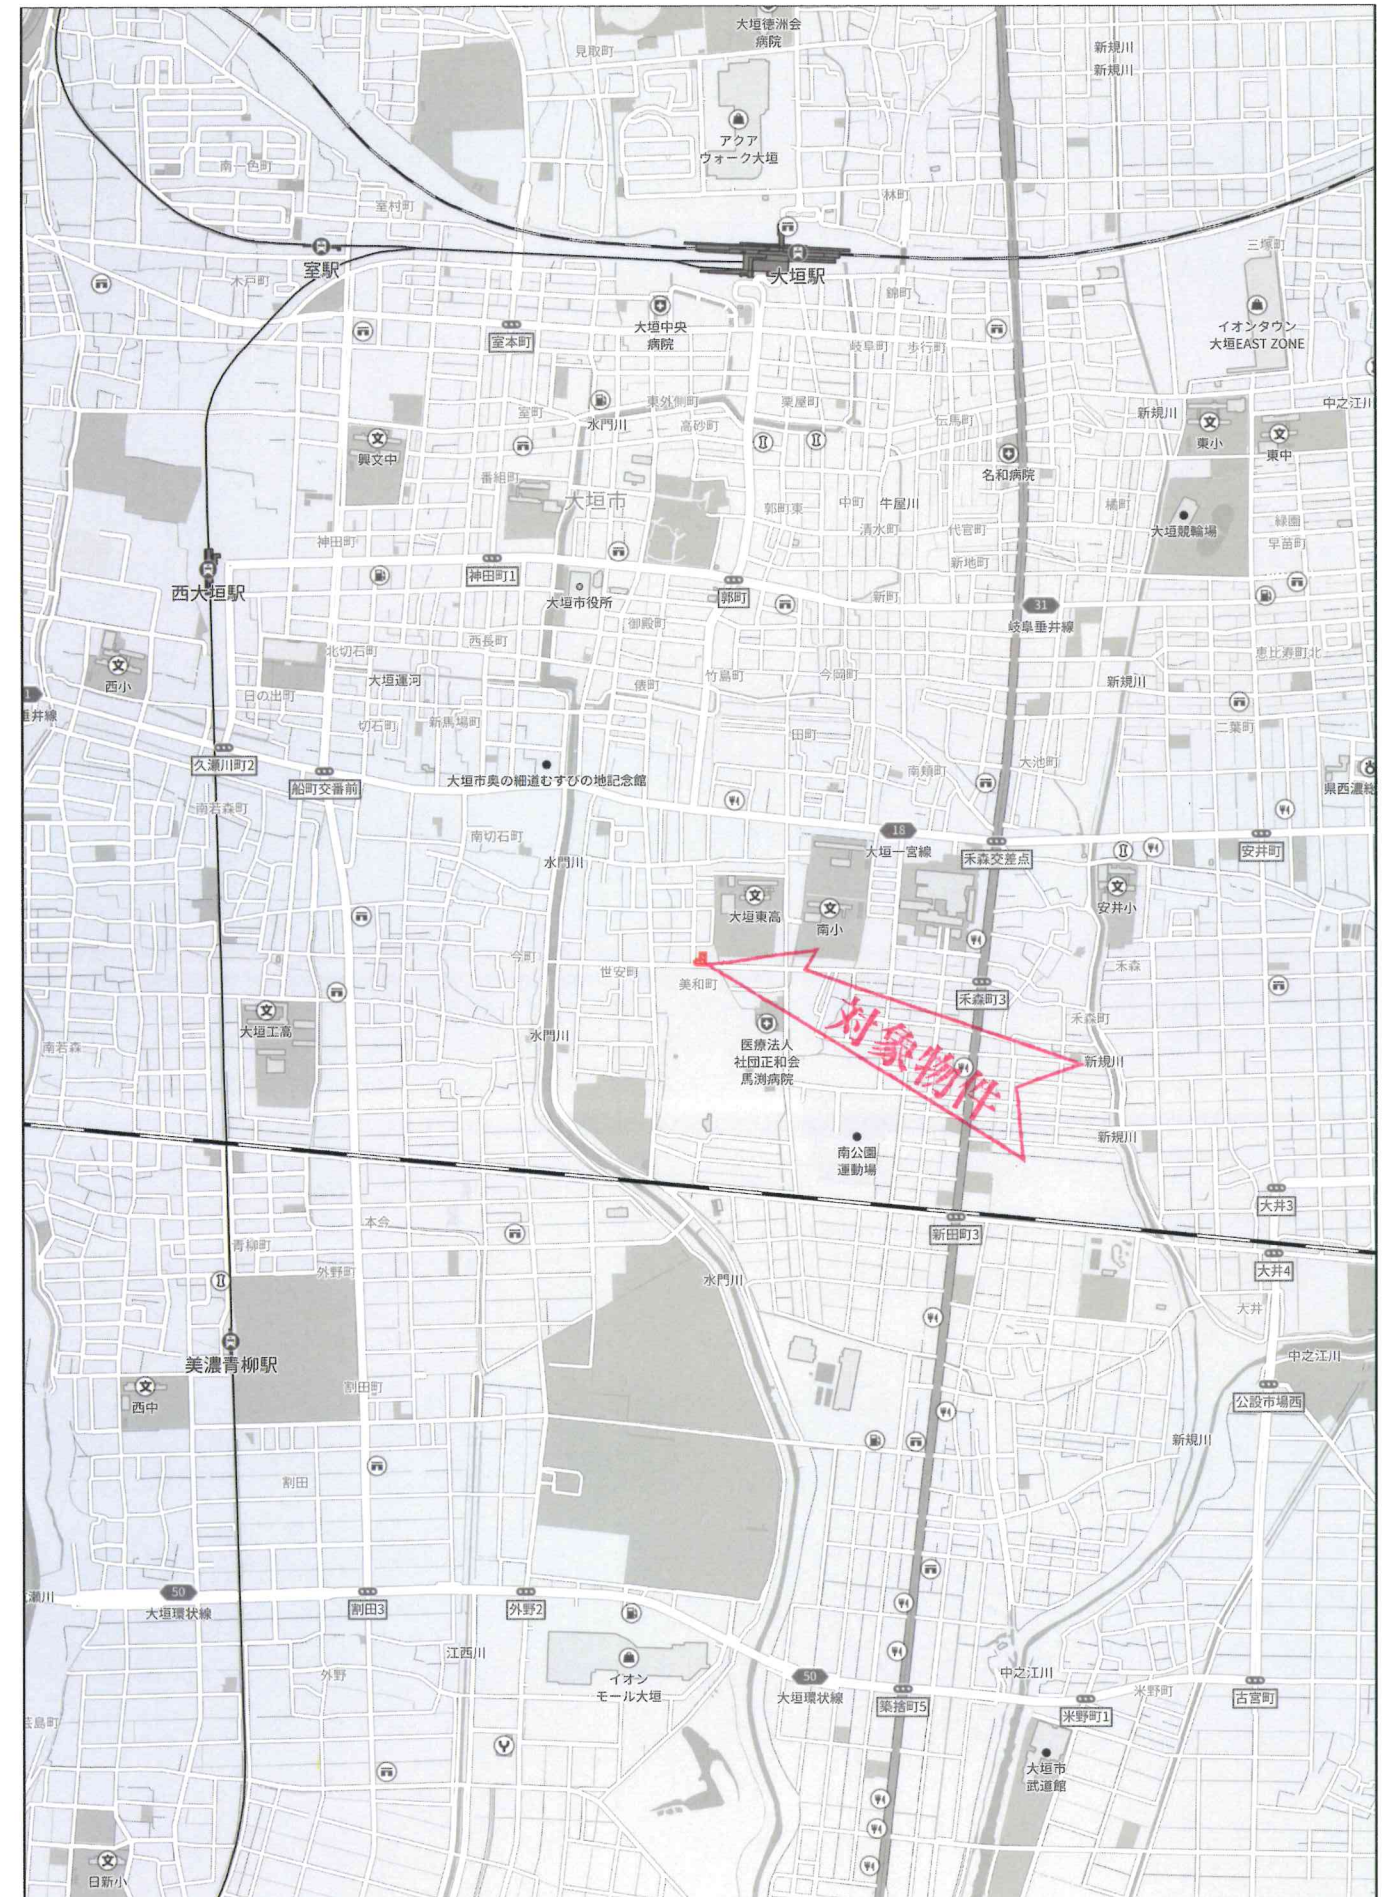 大垣徳洲会
病院
見取町
新規川
新規川
アクア
ウォーク大垣
南一色町
室村町
林町
三塚町
室駅
大垣駅
木戸町
錦町
大垣中央
病院
室本町
イオンタウン
大垣EAST ZONE
岐阜町
歩行町
室町
水門川
東外側町
栗屋町
高砂町
伝馬町
新規川
中之江川
東小
東中
興文中
名和病院
番組町
大垣市
郭町東
中町
牛屋川
橘町
清水町
代官町
大垣競輪場
緑園
早苗町
神田町
新地町
西大垣駅
神田町1
大垣市役所
郭町
新町
31
岐阜垂井線
御殿町
西長町
北切石町
恵比寿町北
西小
大垣運河
俵町
竹島町
今岡町
新規川
日の出町
1
垂井線
切石町
新馬場町
二葉町
田町
久瀬川町2
船町交番前
大垣市奥の細道むすびの地記念館
南頬町
大池町
県西濃総
南若森町
南切石町
18
大垣一宮線
禾森交差点
安井町
水門川
大垣東高
南小
安井小
今町
世安町
美和町
禾森
禾森町3
禾森町
大垣工高
水門川
医療法人
社団正和会
馬渕病院
対象物件
新規川
南若森
新規川
南公園
運動場
大井3
本今
新田町3
青柳町
外野町
水門川
大井4
大井
美濃青柳駅
中之江川
割田町
西中
公設市場西
新規川
割田
瀬川
50
大垣環状線
割田3
外野2
江西川
外野
イオン
モール大垣
50
大垣環状線
築捨町5
中之江川
米野町
米野町1
古宮町
大垣市
武道館
日新小